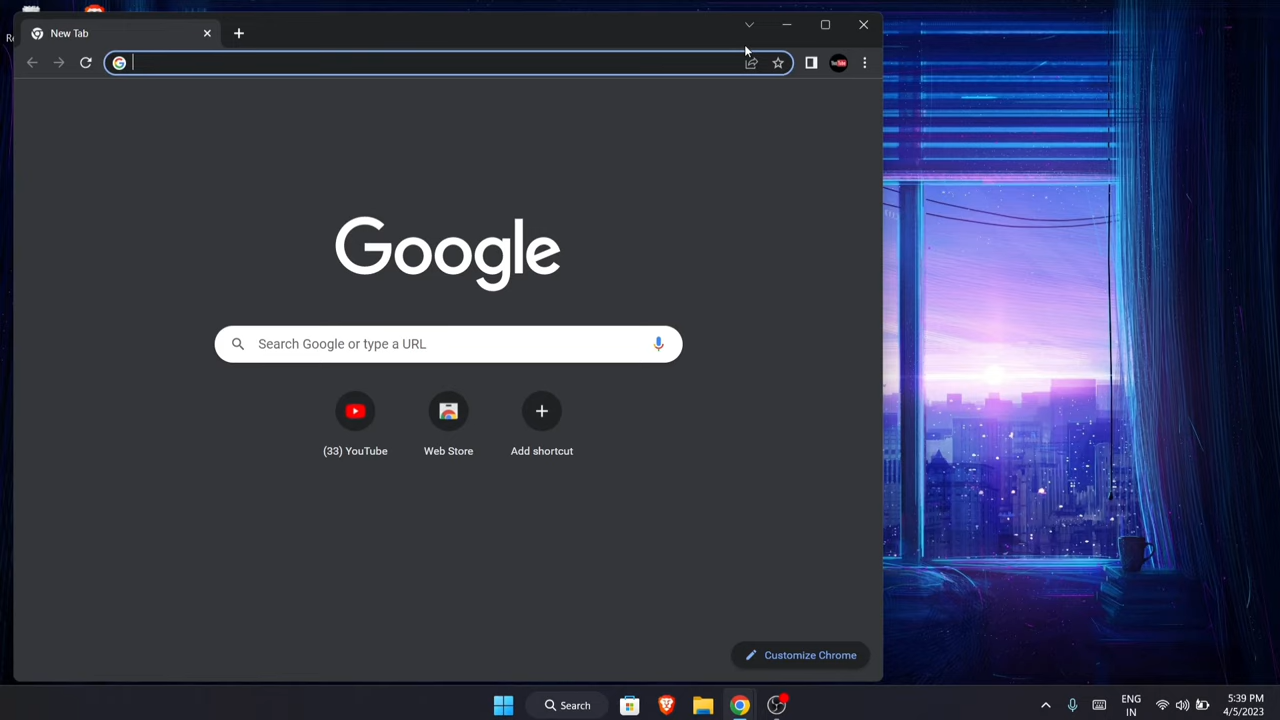 New Tab
Google
Search Google or type a URL
(33) YouTube
Web Store
Add shortcut
Customize Chrome
Search
ENG
IN
5:39 PM
4/5/2023